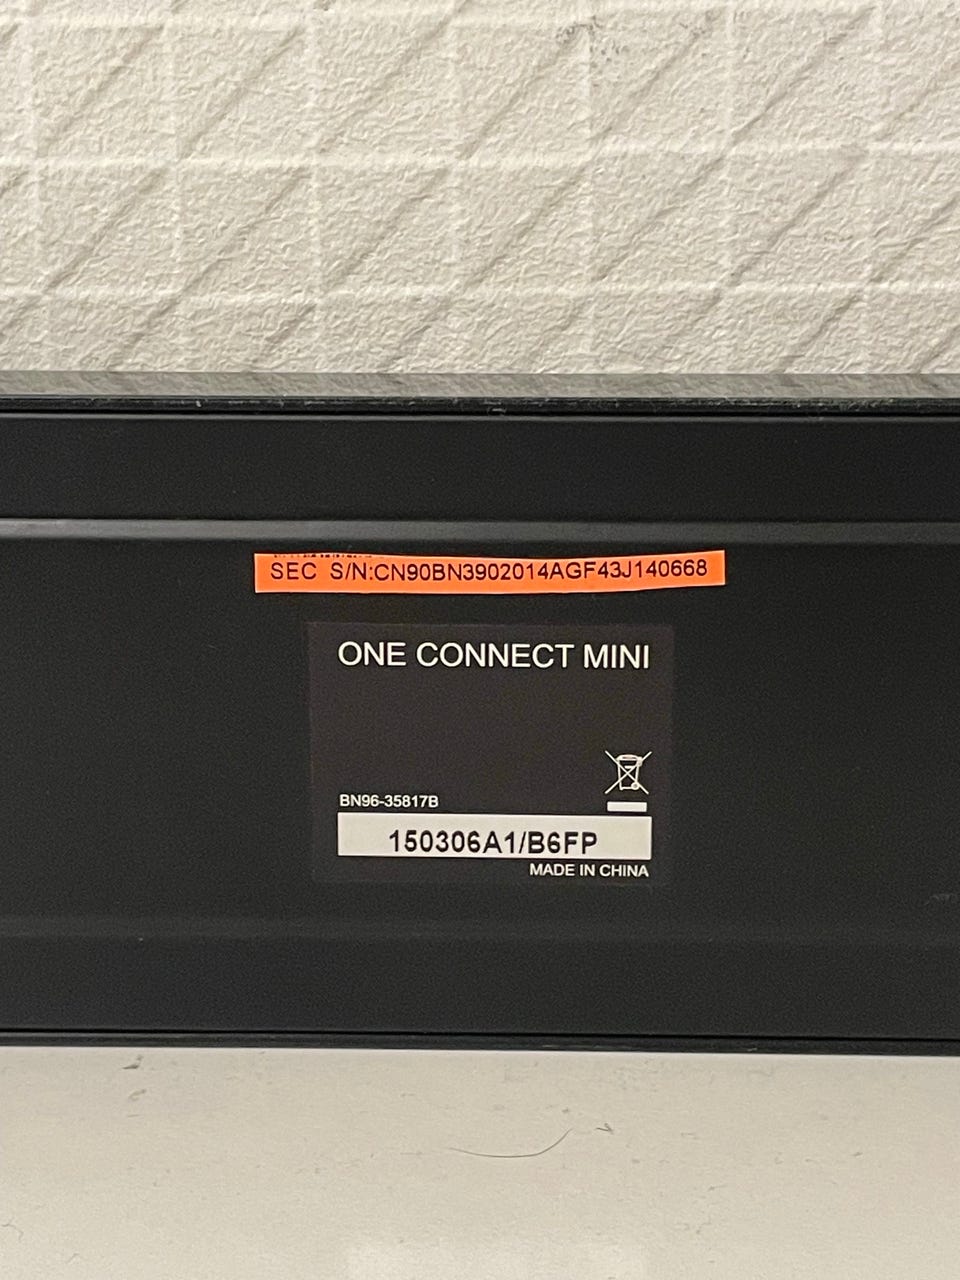 SEC S/N:CN90BN3902014AGF43J140668
ONE CONNECT MINI
BN96-35817B
150306A1/B6FP
MADE IN CHINA